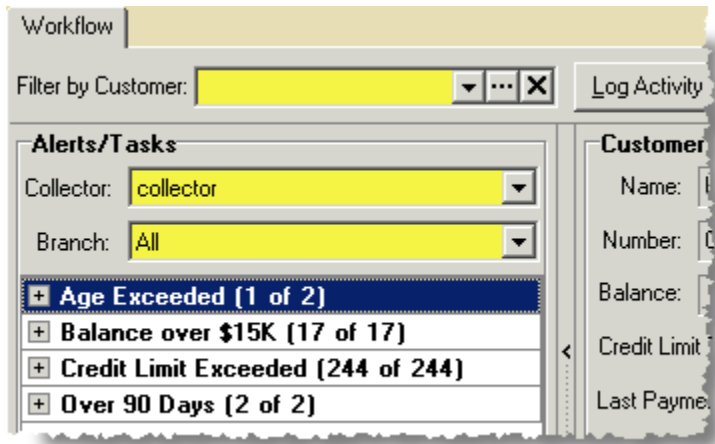 Workflow
Filter by Customer:
Log Activity
Alerts/Tasks
Collector: collector
Branch: All
Age Exceeded (1 of 2)
Balance over $15K (17 of 17)
Credit Limit Exceeded (244 of 244)
Over 90 Days (2 of 2)
Customer
Name:
Number:
Balance:
Credit Limit
Last